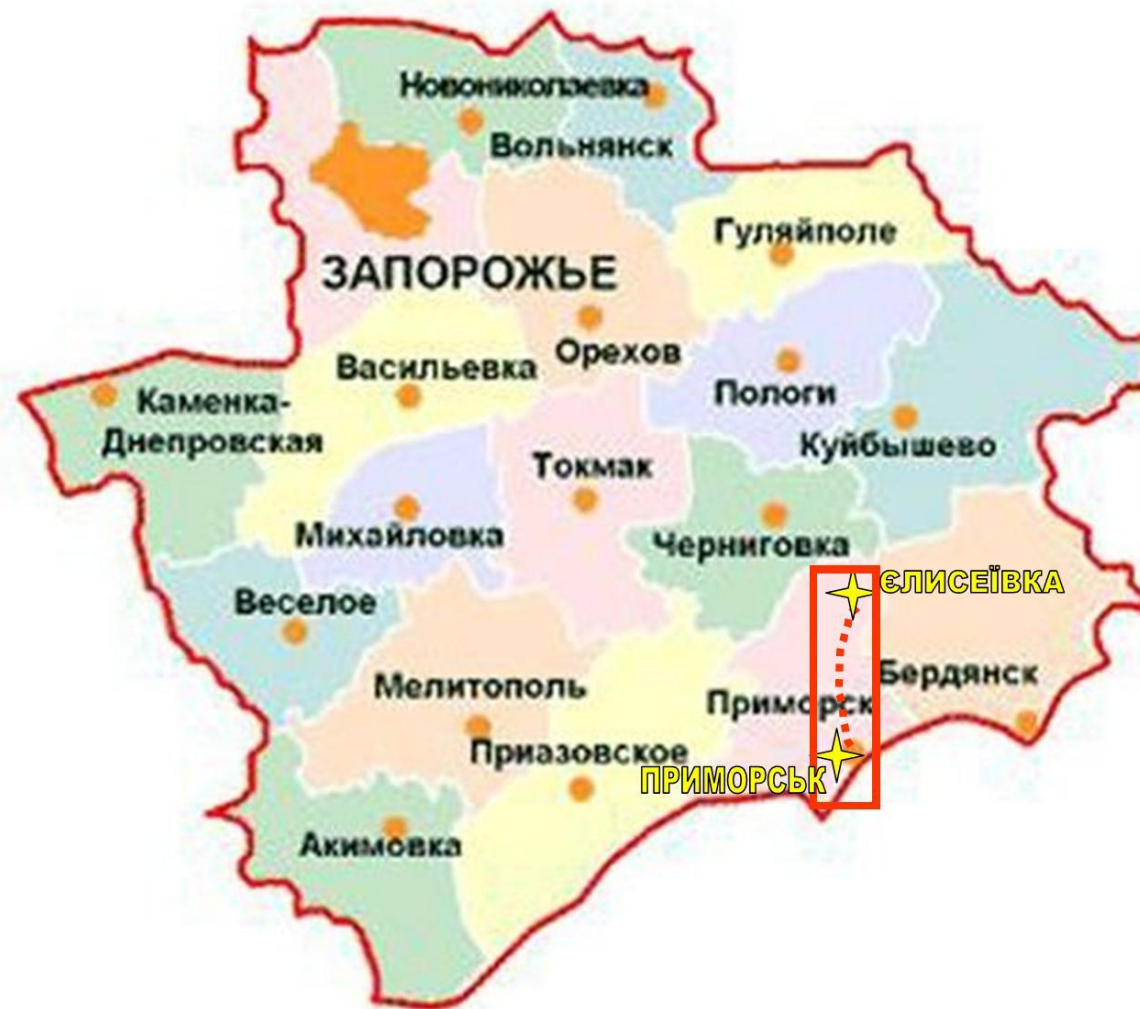 Новониколаевка
Вольнянск
Гуляйполе
ЗАПОРОЖЬЕ
Орехов
Васильевка
Пологи
Каменка-
Днепровская
Куйбышево
Токмак
Михайловка
Черниговка
ЄЛИСЕЇВКА
Веселое
Бердянск
Мелитополь
Приморск
Приазовское
ПРИМОРСЬК
Акимовка